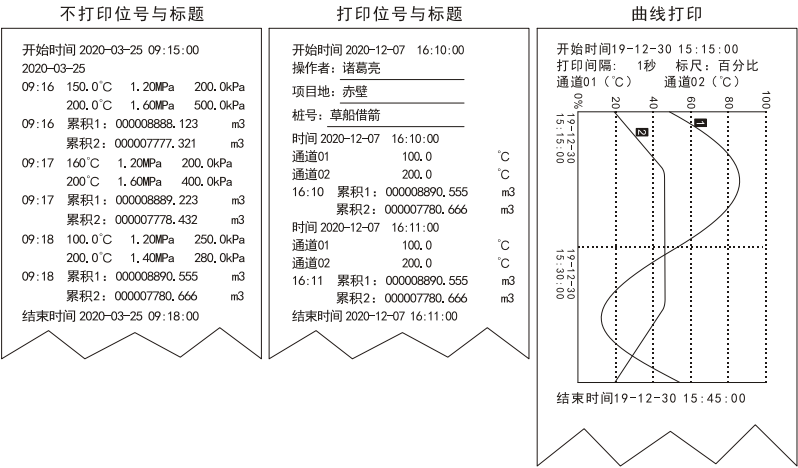 不打印位号与标题
开始时间 2020-03-25 09:15:00
2020-03-25
09:16 150.0℃ 1.20MPa 200.0kPa
200.0℃ 1.60MPa 500.0kPa
09:16 累积1: 000008888.123 m3
累积2: 000007777.321 m3
09:17 160℃ 1.20MPa 200.0kPa
200℃ 1.60MPa 400.0kPa
09:17 累积1: 000008889.223 m3
累积2: 000007778.432 m3
09:18 100.0℃ 1.20MPa 250.0kPa
200.0℃ 1.40MPa 280.0kPa
09:18 累积1: 000008890.555 m3
累积2: 000007780.666 m3
结束时间 2020-03-25 09:18:00
打印位号与标题
开始时间 2020-12-07 16:10:00
操作者: 诸葛亮
项目地: 赤壁
桩号: 草船借箭
时间 2020-12-07 16:10:00
通道01 100.0 ℃
通道02 200.0 ℃
16:10 累积1: 000008890.555 m3
累积2: 000007780.666 m3
时间 2020-12-07 16:11:00
通道01 100.0 ℃
通道02 200.0 ℃
16:11 累积1: 000008890.555 m3
累积2: 000007780.666 m3
结束时间 2020-12-07 16:11:00
曲线打印
开始时间19-12-30 15:15:00
打印间隔: 1秒 标尺: 百分比
通道01 (℃) 通道02 (℃)
0% 20 40 60 80 100
1
2
19-12-30
15:15:00
19-12-30
15:30:00
结束时间19-12-30 15:45:00